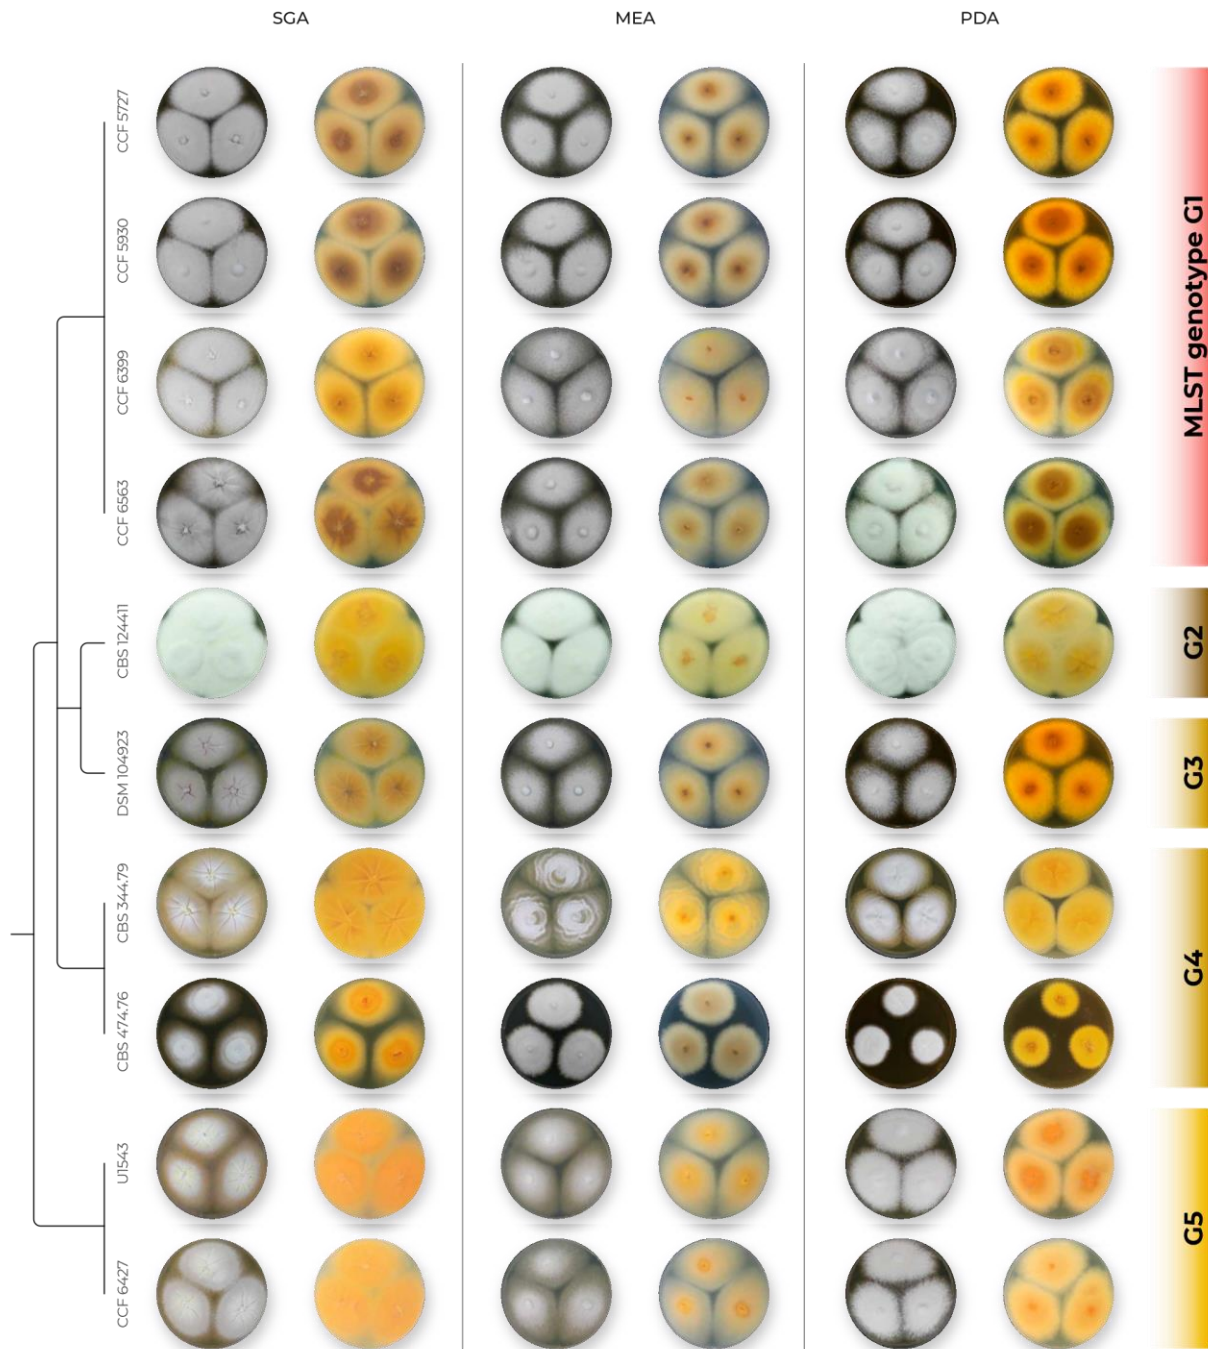 SGA
MEA
PDA
CCF 5727
CCF 5930
CCF 6399
CCF 6563
CBS 124411
DSM 104923
CBS 344.79
CBS 474.76
U1543
CCF 6427
MLST genotype G1
G2
G3
G4
G5